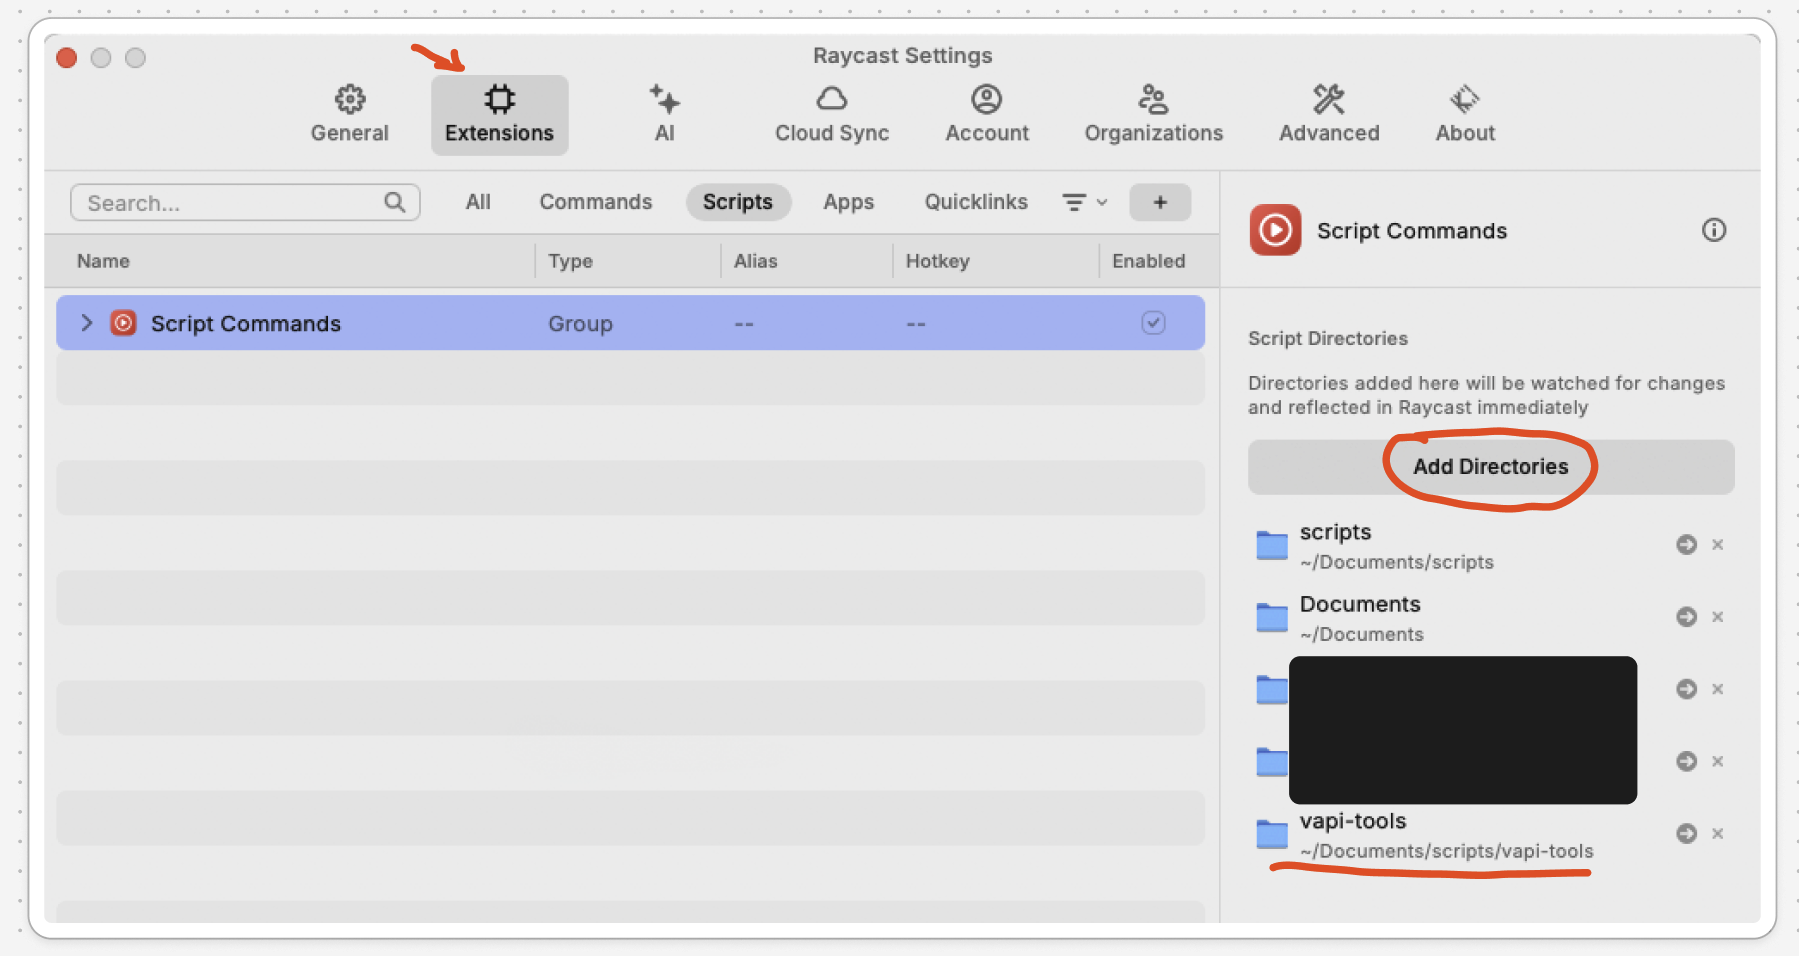 Raycast Settings
General
Extensions
AI
Cloud Sync
Account
Organizations
Advanced
About
Search...
All
Commands
Scripts
Apps
Quicklinks
+
Name
Type
Alias
Hotkey
Enabled
Script Commands
Group
--
--
Script Commands
Script Directories
Directories added here will be watched for changes
and reflected in Raycast immediately
Add Directories
scripts
~/Documents/scripts
Documents
~/Documents
vapi-tools
~/Documents/scripts/vapi-tools